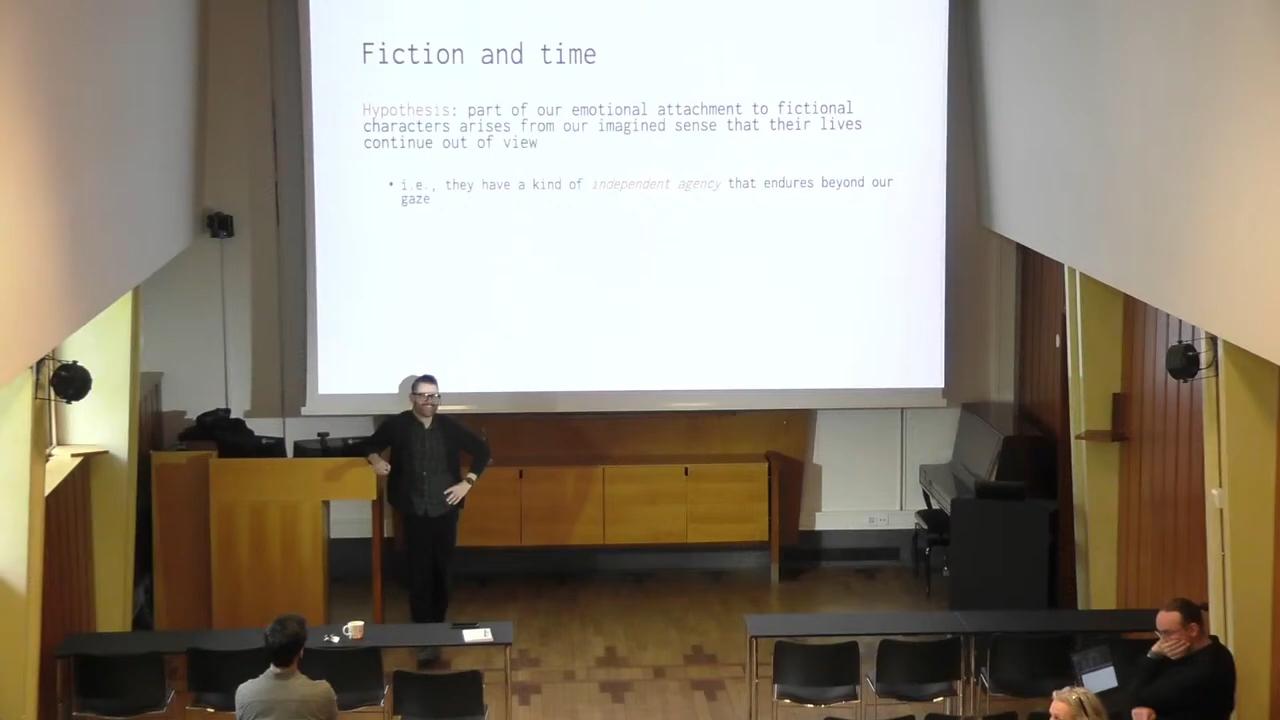 Fiction and time
Hypothesis: part of our emotional attachment to fictional
characters arises from our imagined sense that their lives
continue out of view
• i.e., they have a kind of independent agency that endures beyond our
gaze